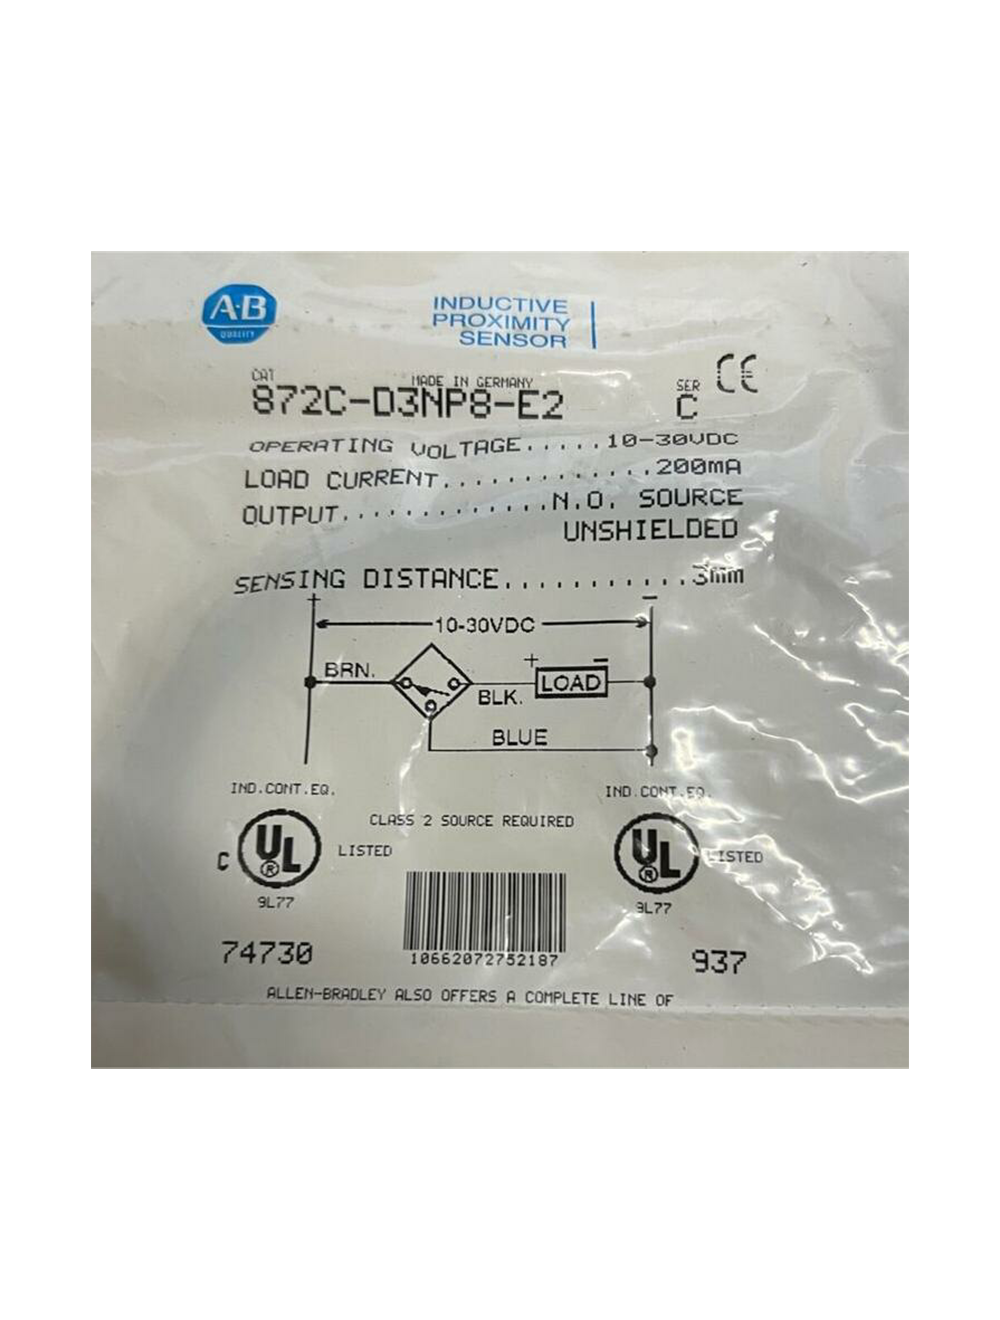 A·B
QUALITY
INDUCTIVE
PROXIMITY
SENSOR
CAT
MADE IN GERMANY
872C-D3NP8-E2
SER
C
CE
OPERATING VOLTAGE.....10-30VDC
LOAD CURRENT.............200mA
OUTPUT.............N.O. SOURCE
UNSHIELDED
SENSING DISTANCE...........3mm
+
−
10-30VDC
BRN.
+
−
LOAD
BLK.
BLUE
IND.CONT.EQ.
IND.CONT.EQ.
CLASS 2 SOURCE REQUIRED
C UL® LISTED
UL® LISTED
9L77
9L77
74730
10662072752187
937
ALLEN-BRADLEY ALSO OFFERS A COMPLETE LINE OF